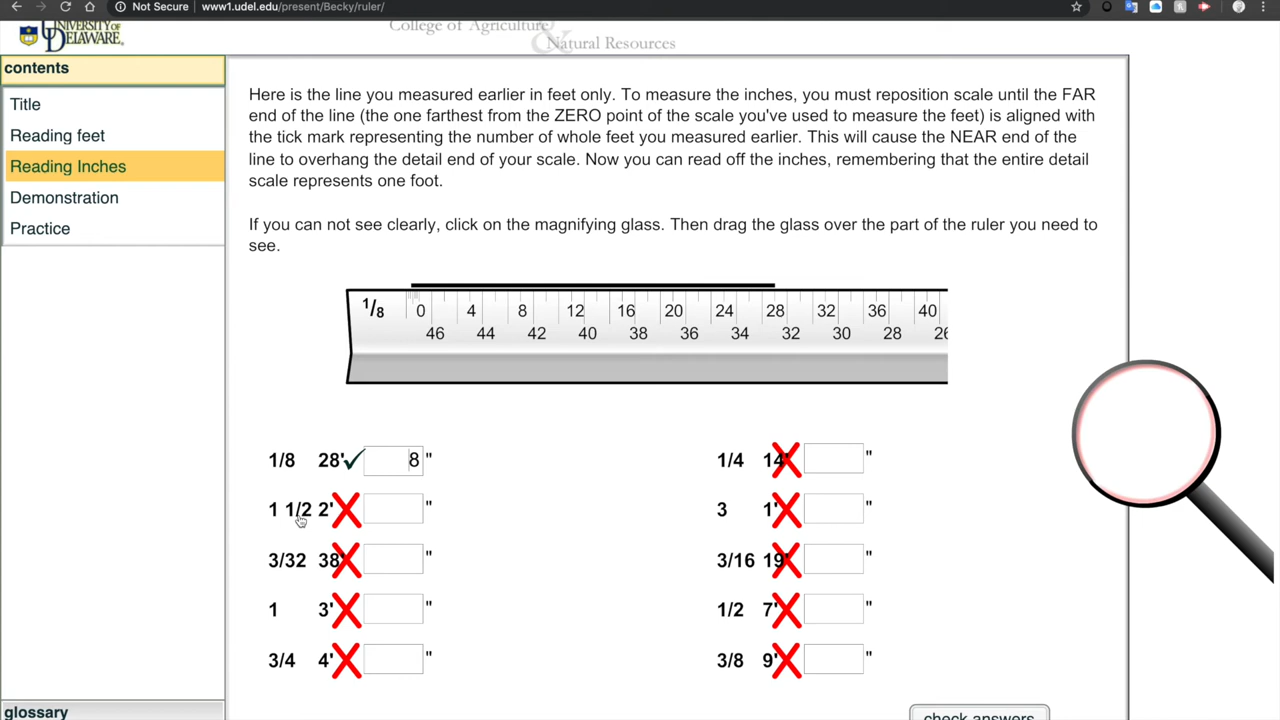 Not Secure | www1.udel.edu/present/Becky/ruler/
UNIVERSITY OF DELAWARE
College of Agriculture
& Natural Resources
contents
Title
Reading feet
Reading Inches
Demonstration
Practice
glossary
Here is the line you measured earlier in feet only. To measure the inches, you must reposition scale until the FAR
end of the line (the one farthest from the ZERO point of the scale you've used to measure the feet) is aligned with
the tick mark representing the number of whole feet you measured earlier. This will cause the NEAR end of the
line to overhang the detail end of your scale. Now you can read off the inches, remembering that the entire detail
scale represents one foot.
If you can not see clearly, click on the magnifying glass. Then drag the glass over the part of the ruler you need to
see.
1/8 0 4 8 12 16 20 24 28 32 36 40
46 44 42 40 38 36 34 32 30 28 26
1/8 28' 8 "
1 1/2 2' "
3/32 38' "
1 3' "
3/4 4' "
1/4 14' "
3 1' "
3/16 19' "
1/2 7' "
3/8 9' "
check answers